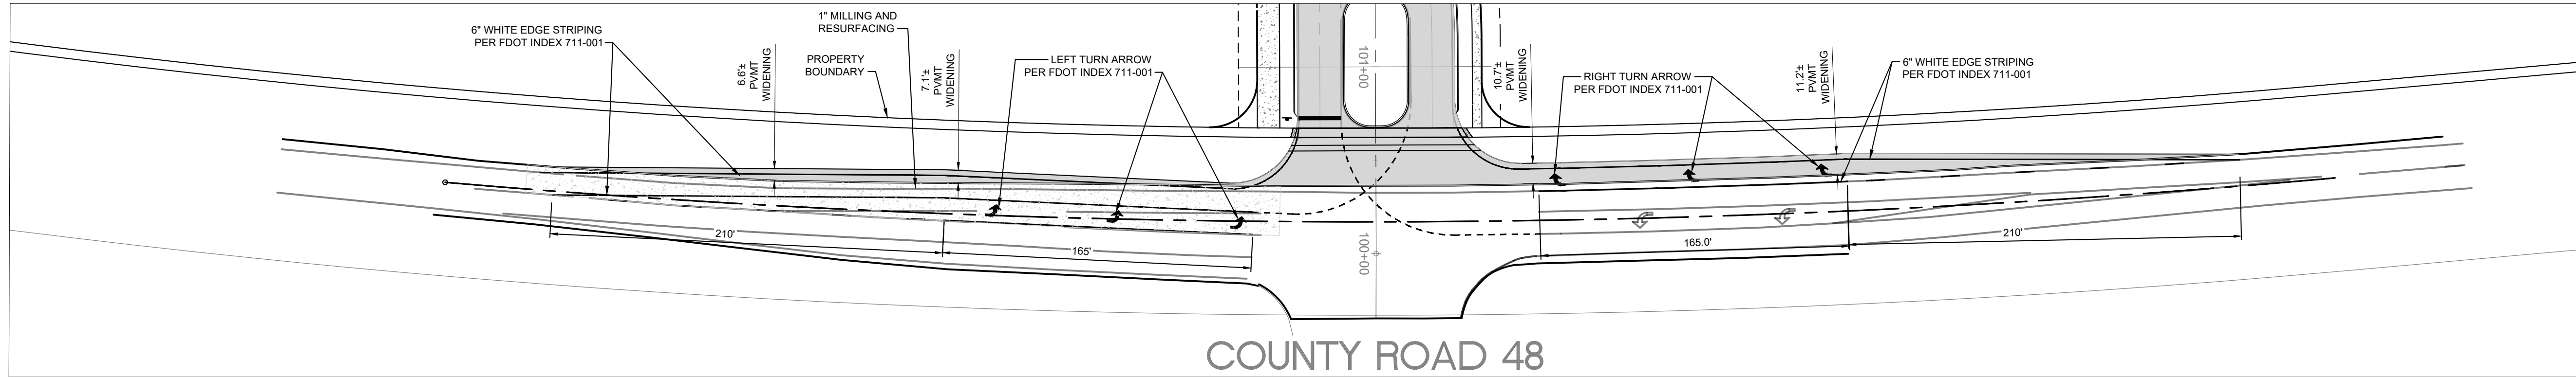 6" WHITE EDGE STRIPING
PER FDOT INDEX 711-001
1" MILLING AND
RESURFACING
6.6'±
PVMT
WIDENING
PROPERTY
BOUNDARY
7.1'±
PVMT
WIDENING
LEFT TURN ARROW
PER FDOT INDEX 711-001
101+00
10.7'±
PVMT
WIDENING
RIGHT TURN ARROW
PER FDOT INDEX 711-001
11.2'±
PVMT
WIDENING
6" WHITE EDGE STRIPING
PER FDOT INDEX 711-001
210'
165'
100+00
165.0'
210'
COUNTY ROAD 48